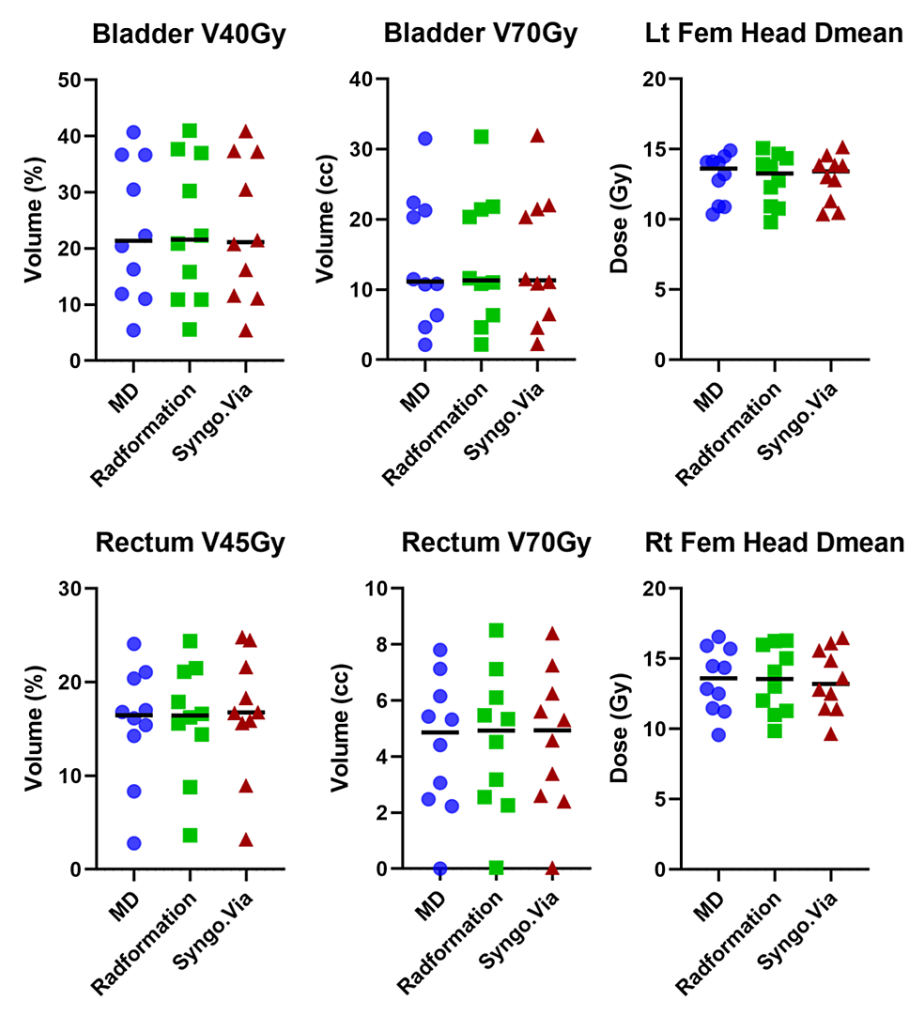 Bladder V40Gy
Volume (%)
50
40
30
20
10
0
MD
Radformation
Syngo.Via
Bladder V70Gy
Volume (cc)
40
30
20
10
0
MD
Radformation
Syngo.Via
Lt Fem Head Dmean
Dose (Gy)
20
15
10
5
0
MD
Radformation
Syngo.Via
Rectum V45Gy
Volume (%)
30
20
10
0
MD
Radformation
Syngo.Via
Rectum V70Gy
Volume (cc)
10
8
6
4
2
0
MD
Radformation
Syngo.Via
Rt Fem Head Dmean
Dose (Gy)
20
15
10
5
0
MD
Radformation
Syngo.Via